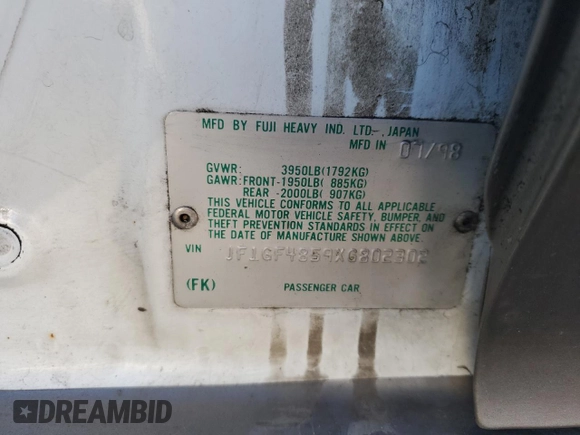 MFD BY FUJI HEAVY IND. LTD-, JAPAN
MFD IN 07/98
GVWR: 3950LB(1792KG)
GAWR: FRONT-1950LB( 885KG)
REAR -2000LB( 907KG)
THIS VEHICLE CONFORMS TO ALL APPLICABLE
FEDERAL MOTOR VEHICLE SAFETY, BUMPER, AND
THEFT PREVENTION STANDARDS IN EFFECT ON
THE DATE OF MANUFACTURE SHOWN ABOVE.
VIN
(FK) PASSENGER CAR
DREAMBID